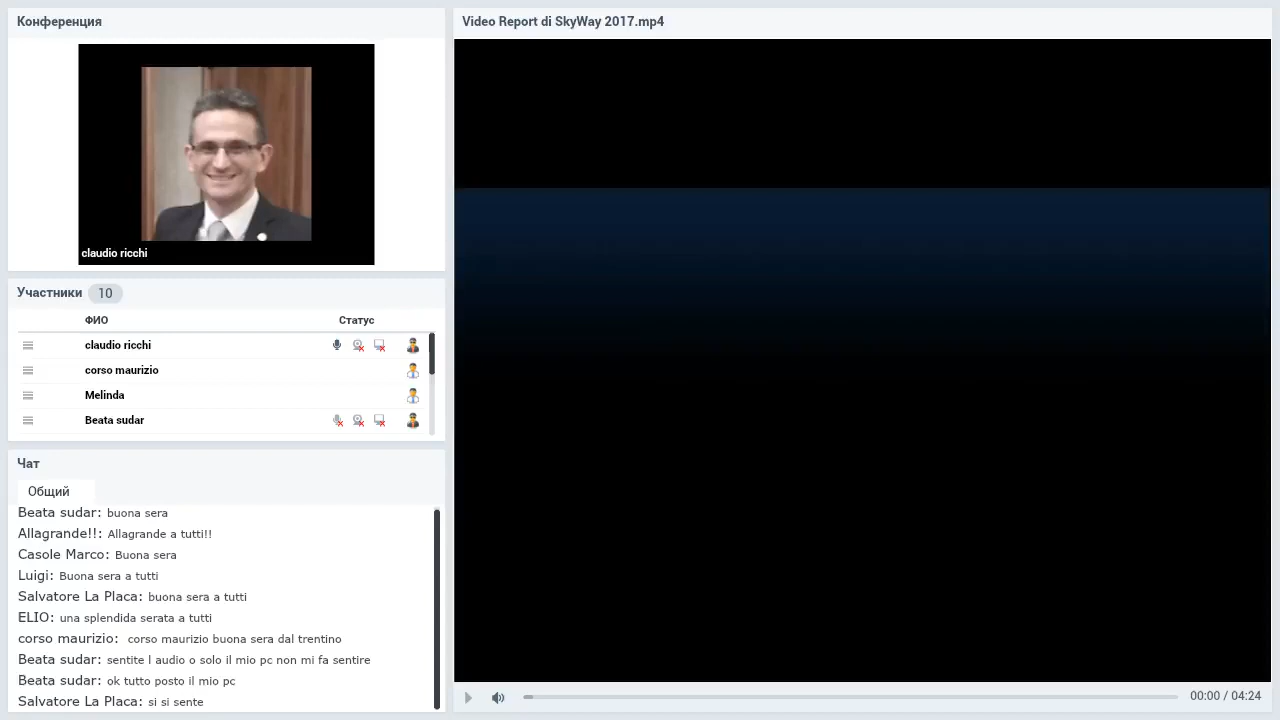 Конференция
claudio ricchi
Участники 10
ФИО Статус
claudio ricchi
corso maurizio
Melinda
Beata sudar
Чат
Общий
Beata sudar: buona sera
Allagrande!!: Allagrande a tutti!!
Casole Marco: Buona sera
Luigi: Buona sera a tutti
Salvatore La Placa: buona sera a tutti
ELIO: una splendida serata a tutti
corso maurizio: corso maurizio buona sera dal trentino
Beata sudar: sentite l audio o solo il mio pc non mi fa sentire
Beata sudar: ok tutto posto il mio pc
Salvatore La Placa: si si sente
Video Report di SkyWay 2017.mp4
00:00 / 04:24